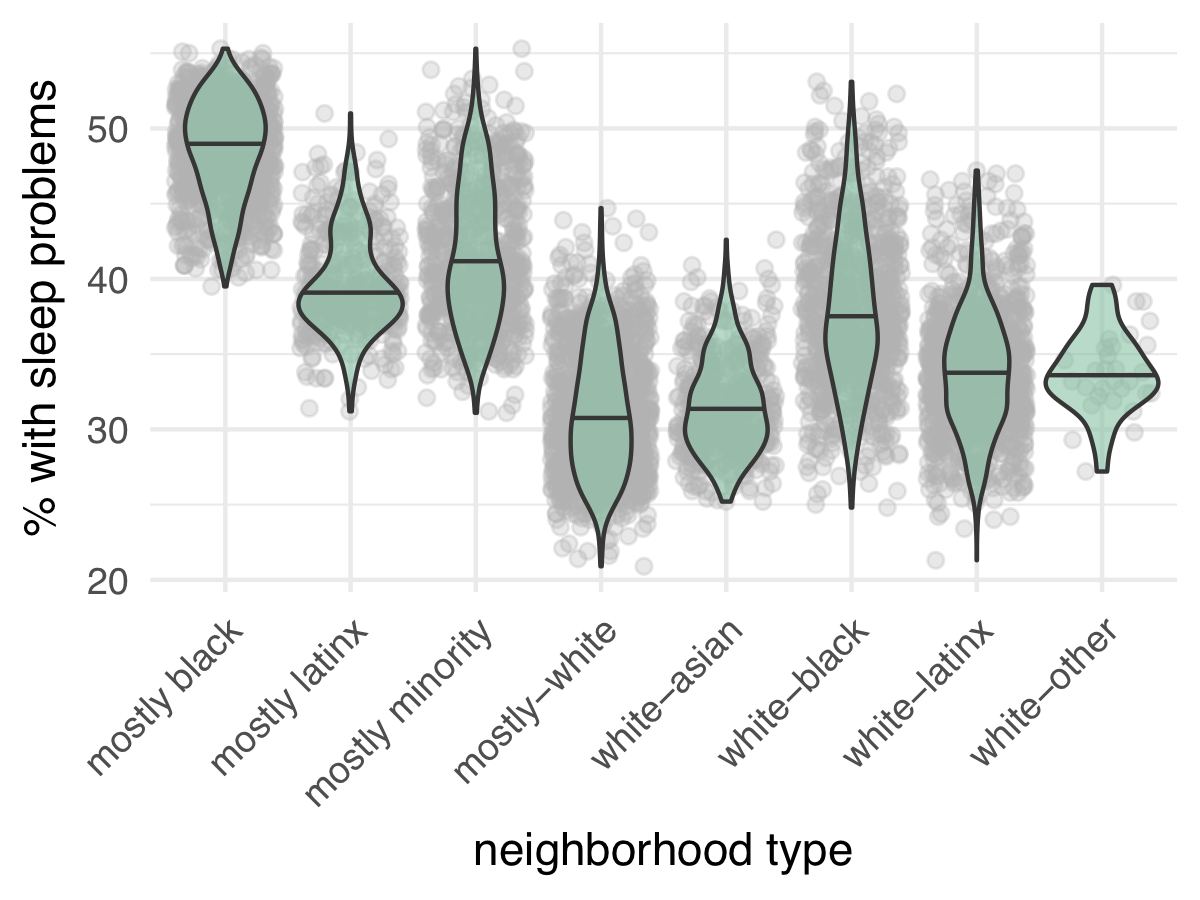 % with sleep problems
50
40
30
20
mostly black
mostly latinx
mostly minority
mostly−white
white−asian
white−black
white−latinx
white−other
neighborhood type